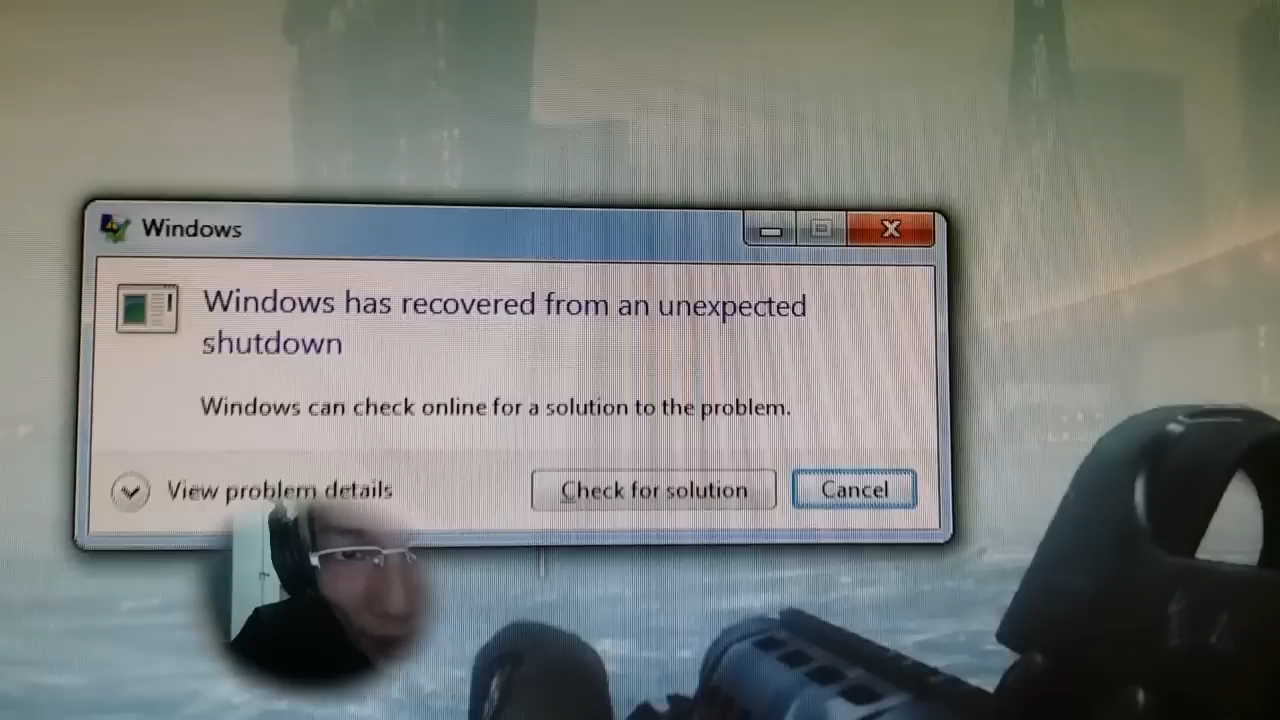 Windows
Windows has recovered from an unexpected
shutdown
Windows can check online for a solution to the problem.
View problem details
Check for solution
Cancel